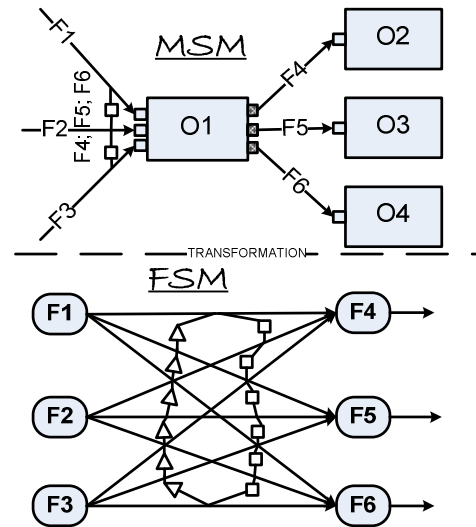 MSM
F1
F4; F5; F6
F2
F3
O1
F4
F5
F6
O2
O3
O4
TRANSFORMATION
FSM
F1
F4
F2
F5
F3
F6